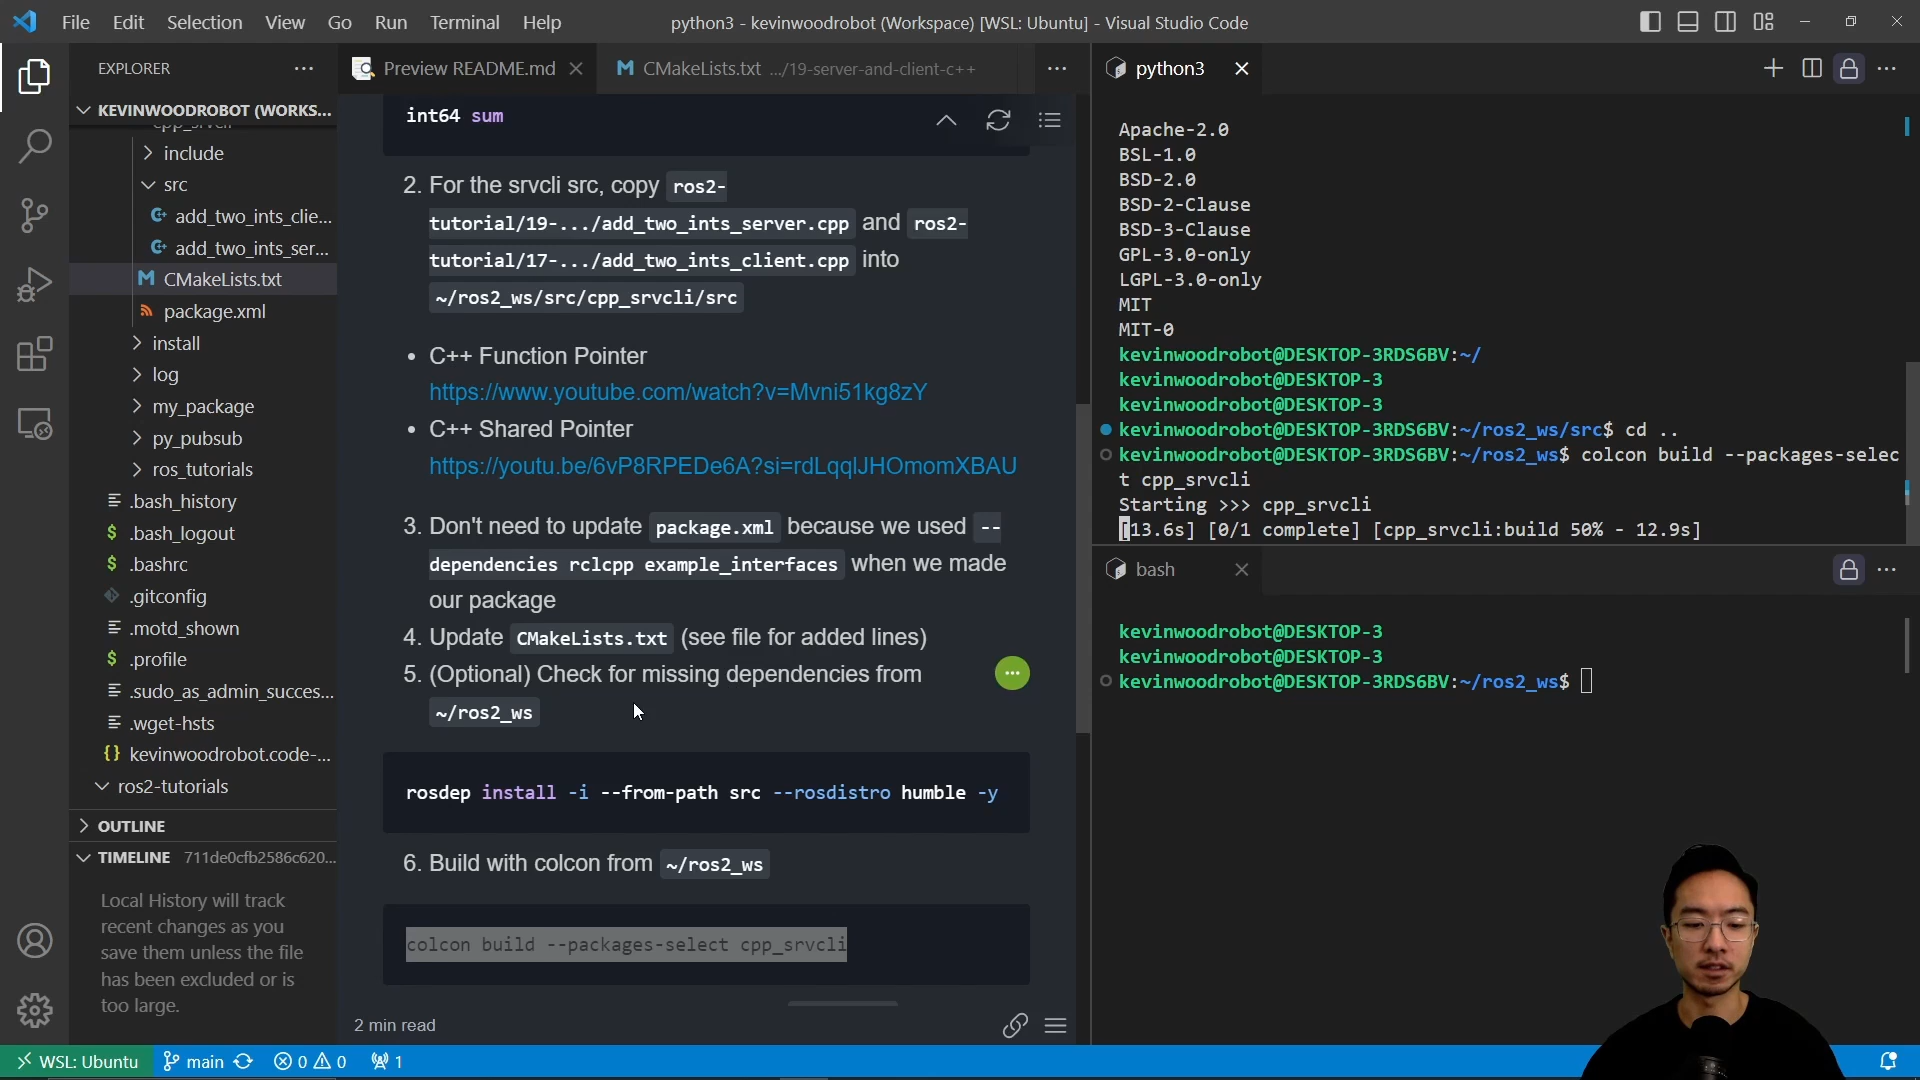 File Edit Selection View Go Run Terminal Help
python3 - kevinwoodrobot (Workspace) [WSL: Ubuntu] - Visual Studio Code
EXPLORER
KEVINWOODROBOT (WORKS...
cpp_srvcli
include
src
add_two_ints_clie...
add_two_ints_ser...
CMakeLists.txt
package.xml
install
log
my_package
py_pubsub
ros_tutorials
.bash_history
.bash_logout
.bashrc
.gitconfig
.motd_shown
.profile
.sudo_as_admin_succes...
.wget-hsts
kevinwoodrobot.code-...
ros2-tutorials
OUTLINE
TIMELINE 711de0cfb2586c620...
Local History will track
recent changes as you
save them unless the file
has been excluded or is
too large.
Preview README.md
CMakeLists.txt .../19-server-and-client-c++
int64 sum
2. For the srvcli src, copy ros2-
tutorial/19-.../add_two_ints_server.cpp and ros2-
tutorial/17-.../add_two_ints_client.cpp into
~/ros2_ws/src/cpp_srvcli/src
• C++ Function Pointer
https://www.youtube.com/watch?v=Mvni51kg8zY
• C++ Shared Pointer
https://youtu.be/6vP8RPEDe6A?si=rdLqqlJHOmomXBAU
3. Don't need to update package.xml because we used --
dependencies rclcpp example_interfaces when we made
our package
4. Update CMakeLists.txt (see file for added lines)
5. (Optional) Check for missing dependencies from
~/ros2_ws
rosdep install -i --from-path src --rosdistro humble -y
6. Build with colcon from ~/ros2_ws
colcon build --packages-select cpp_srvcli
2 min read
python3
Apache-2.0
BSL-1.0
BSD-2.0
BSD-2-Clause
BSD-3-Clause
GPL-3.0-only
LGPL-3.0-only
MIT
MIT-0
kevinwoodrobot@DESKTOP-3RDS6BV:~/
kevinwoodrobot@DESKTOP-3
kevinwoodrobot@DESKTOP-3
kevinwoodrobot@DESKTOP-3RDS6BV:~/ros2_ws/src$ cd ..
kevinwoodrobot@DESKTOP-3RDS6BV:~/ros2_ws$ colcon build --packages-selec
t cpp_srvcli
Starting >>> cpp_srvcli
[13.6s] [0/1 complete] [cpp_srvcli:build 50% - 12.9s]
bash
kevinwoodrobot@DESKTOP-3
kevinwoodrobot@DESKTOP-3
kevinwoodrobot@DESKTOP-3RDS6BV:~/ros2_ws$
WSL: Ubuntu main 0 0 1